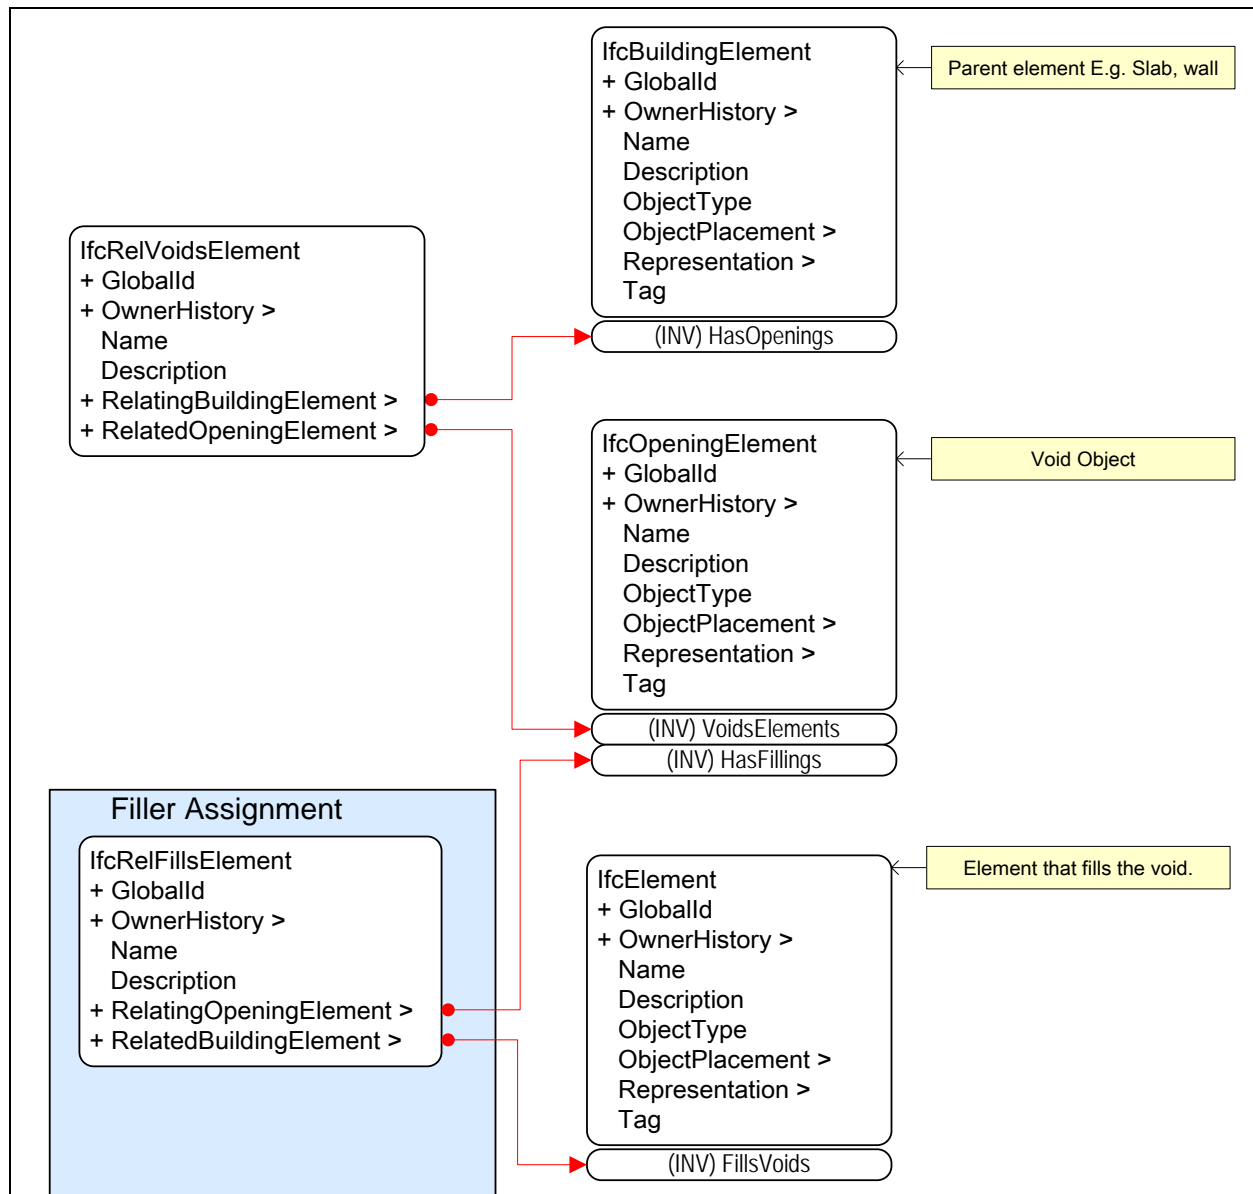 IfcBuildingElement
+ GlobalId
+ OwnerHistory >
Name
Description
ObjectType
ObjectPlacement >
Representation >
Tag
(INV) HasOpenings
Parent element E.g. Slab, wall
IfcRelVoidsElement
+ GlobalId
+ OwnerHistory >
Name
Description
+ RelatingBuildingElement >
+ RelatedOpeningElement >
IfcOpeningElement
+ GlobalId
+ OwnerHistory >
Name
Description
ObjectType
ObjectPlacement >
Representation >
Tag
(INV) VoidsElements
(INV) HasFillings
Void Object
Filler Assignment
IfcRelFillsElement
+ GlobalId
+ OwnerHistory >
Name
Description
+ RelatingOpeningElement >
+ RelatedBuildingElement >
IfcElement
+ GlobalId
+ OwnerHistory >
Name
Description
ObjectType
ObjectPlacement >
Representation >
Tag
(INV) FillsVoids
Element that fills the void.